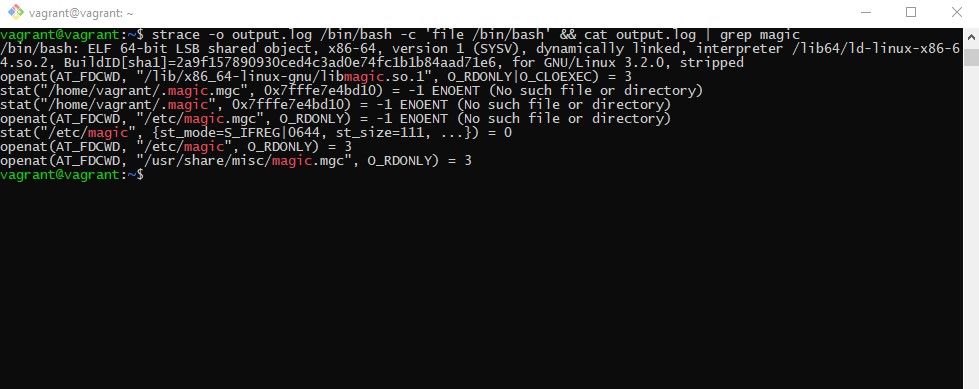 vagrant@vagrant: ~
vagrant@vagrant:~$ strace -o output.log /bin/bash -c 'file /bin/bash' && cat output.log | grep magic
/bin/bash: ELF 64-bit LSB shared object, x86-64, version 1 (SYSV), dynamically linked, interpreter /lib64/ld-linux-x86-6
4.so.2, BuildID[sha1]=2a9f157890930ced4c3ad0e74fc1b1b84aad71e6, for GNU/Linux 3.2.0, stripped
openat(AT_FDCWD, "/lib/x86_64-linux-gnu/libmagic.so.1", O_RDONLY|O_CLOEXEC) = 3
stat("/home/vagrant/.magic.mgc", 0x7fffe7e4bd10) = -1 ENOENT (No such file or directory)
stat("/home/vagrant/.magic", 0x7fffe7e4bd10) = -1 ENOENT (No such file or directory)
openat(AT_FDCWD, "/etc/magic.mgc", O_RDONLY) = -1 ENOENT (No such file or directory)
stat("/etc/magic", {st_mode=S_IFREG|0644, st_size=111, ...}) = 0
openat(AT_FDCWD, "/etc/magic", O_RDONLY) = 3
openat(AT_FDCWD, "/usr/share/misc/magic.mgc", O_RDONLY) = 3
vagrant@vagrant:~$